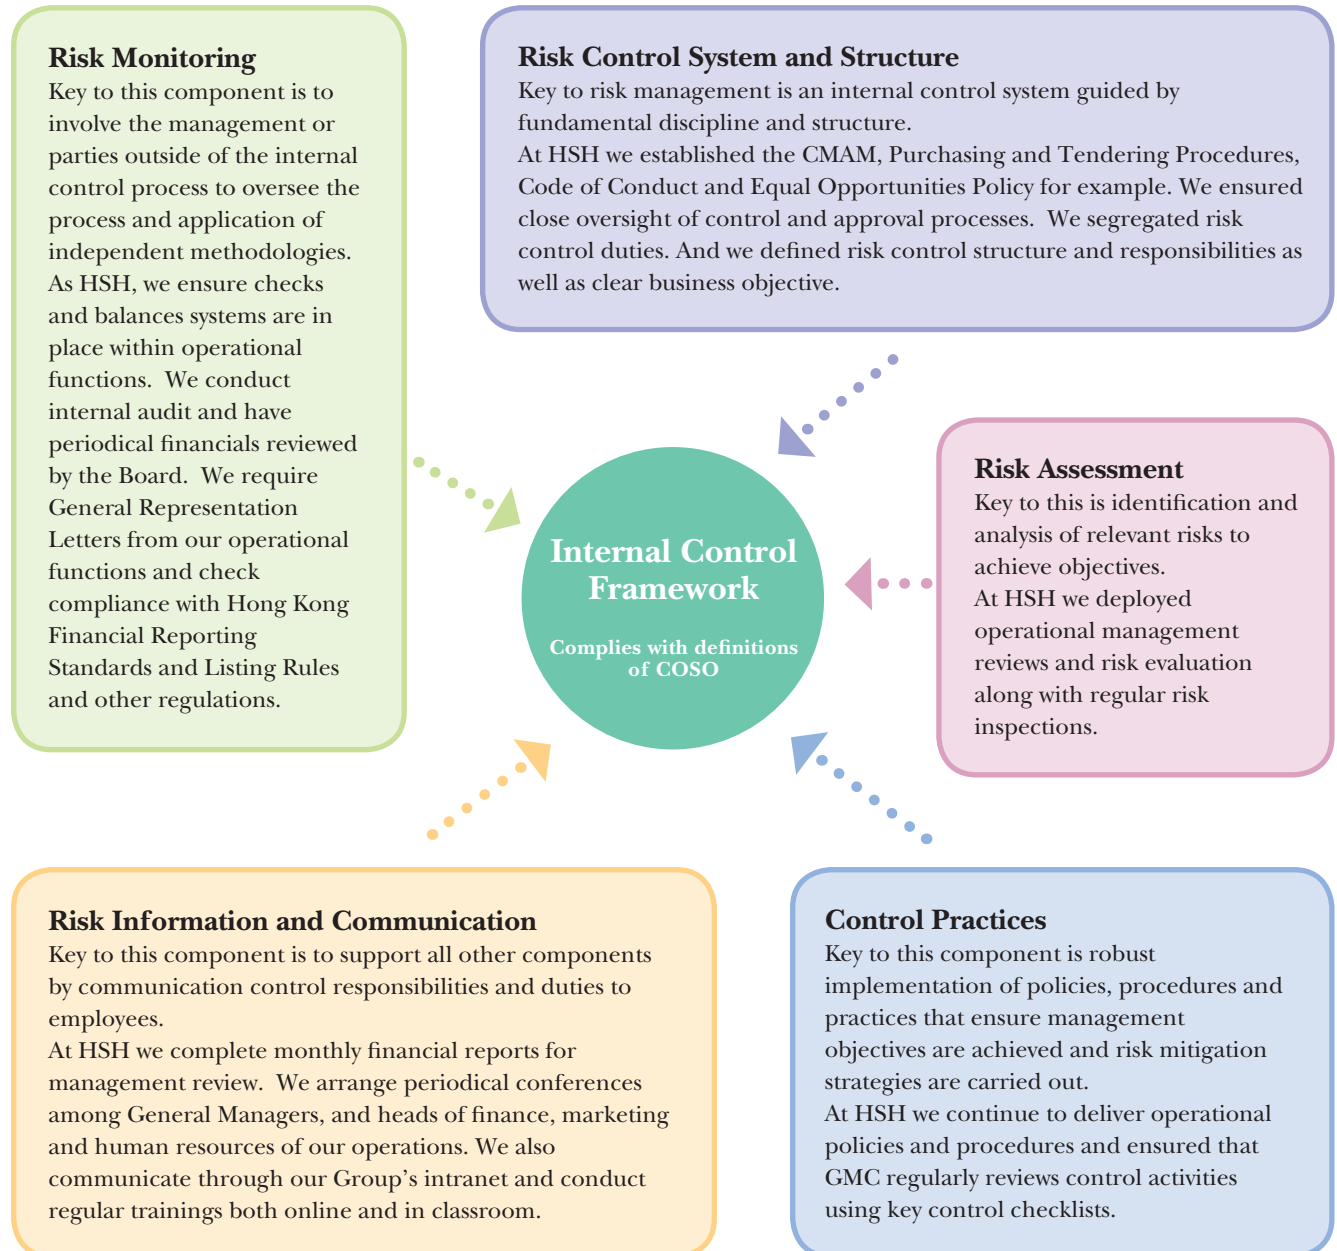 Risk Monitoring
Key to this component is to
involve the management or
parties outside of the internal
control process to oversee the
process and application of
independent methodologies.
As HSH, we ensure checks
and balances systems are in
place within operational
functions.  We conduct
internal audit and have
periodical financials reviewed
by the Board.  We require
General Representation
Letters from our operational
functions and check
compliance with Hong Kong
Financial Reporting
Standards and Listing Rules
and other regulations.
Risk Control System and Structure
Key to risk management is an internal control system guided by
fundamental discipline and structure.
At HSH we established the CMAM, Purchasing and Tendering Procedures,
Code of Conduct and Equal Opportunities Policy for example. We ensured
close oversight of control and approval processes.  We segregated risk
control duties. And we defined risk control structure and responsibilities as
well as clear business objective.
Risk Assessment
Key to this is identification and
analysis of relevant risks to
achieve objectives.
At HSH we deployed
operational management
reviews and risk evaluation
along with regular risk
inspections.
Internal Control
Framework
Complies with definitions
of COSO
Risk Information and Communication
Key to this component is to support all other components
by communication control responsibilities and duties to
employees.
At HSH we complete monthly financial reports for
management review.  We arrange periodical conferences
among General Managers, and heads of finance, marketing
and human resources of our operations. We also
communicate through our Group's intranet and conduct
regular trainings both online and in classroom.
Control Practices
Key to this component is robust
implementation of policies, procedures and
practices that ensure management
objectives are achieved and risk mitigation
strategies are carried out.
At HSH we continue to deliver operational
policies and procedures and ensured that
GMC regularly reviews control activities
using key control checklists.